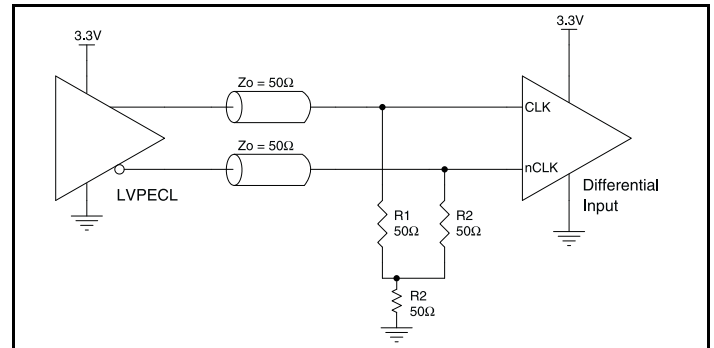 3.3V
3.3V
Zo = 50Ω
CLK
Zo = 50Ω
nCLK
LVPECL
Differential
Input
R1
50Ω
R2
50Ω
R2
50Ω